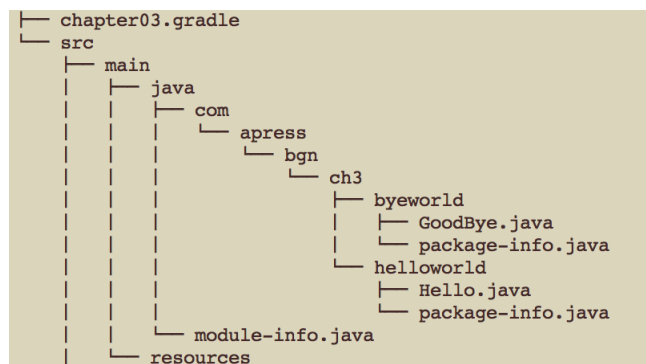 ├── chapter03.gradle
└── src
    ├── main
    │   ├── java
    │   │   ├── com
    │   │   │   └── apress
    │   │   │       └── bgn
    │   │   │           └── ch3
    │   │   │               ├── byeworld
    │   │   │               │   ├── GoodBye.java
    │   │   │               │   └── package-info.java
    │   │   │               └── helloworld
    │   │   │                   ├── Hello.java
    │   │   │                   └── package-info.java
    │   │   └── module-info.java
    │   └── resources